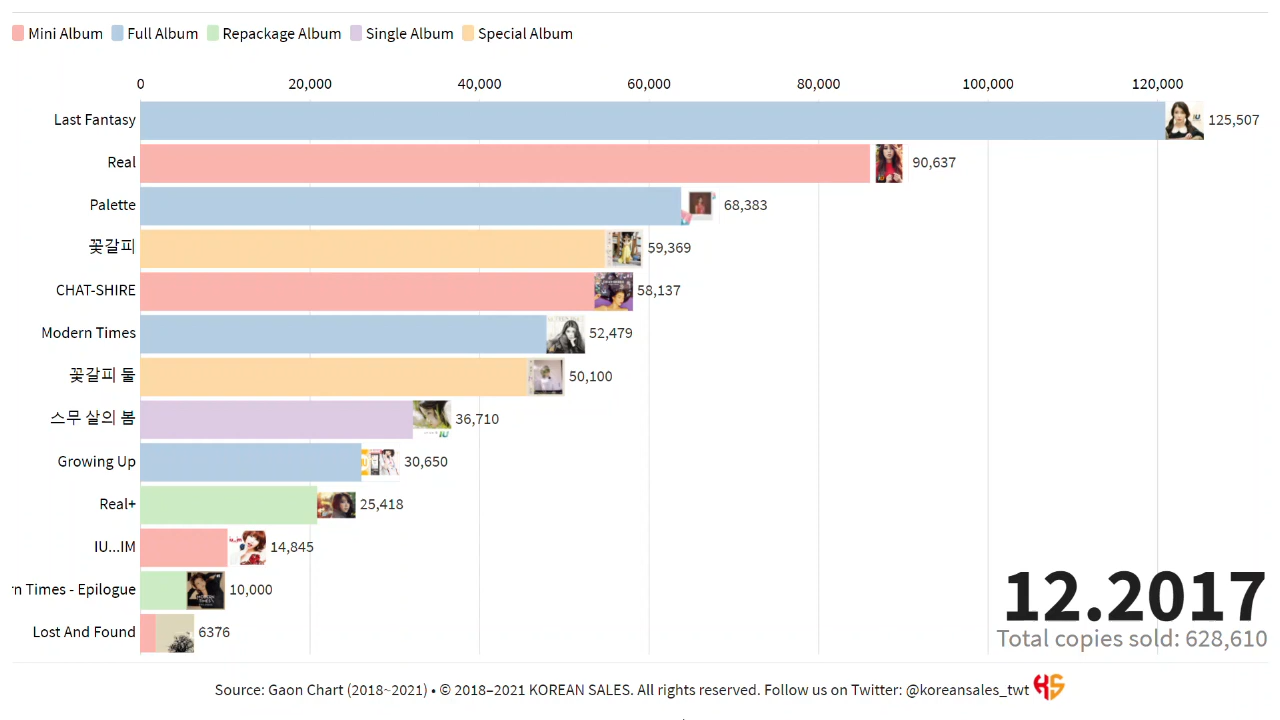 Mini Album Full Album Repackage Album Single Album Special Album
0 20,000 40,000 60,000 80,000 100,000 120,000
Last Fantasy 125,507
Real 90,637
Palette 68,383
꽃갈피 59,369
CHAT-SHIRE 58,137
Modern Times 52,479
꽃갈피 둘 50,100
스무 살의 봄 36,710
Growing Up 30,650
Real+ 25,418
IU...IM 14,845
Times - Epilogue 10,000
Lost And Found 6376
12.2017
Total copies sold: 628,610
Source: Gaon Chart (2018~2021) • © 2018–2021 KOREAN SALES. All rights reserved. Follow us on Twitter: @koreansales_twt KS